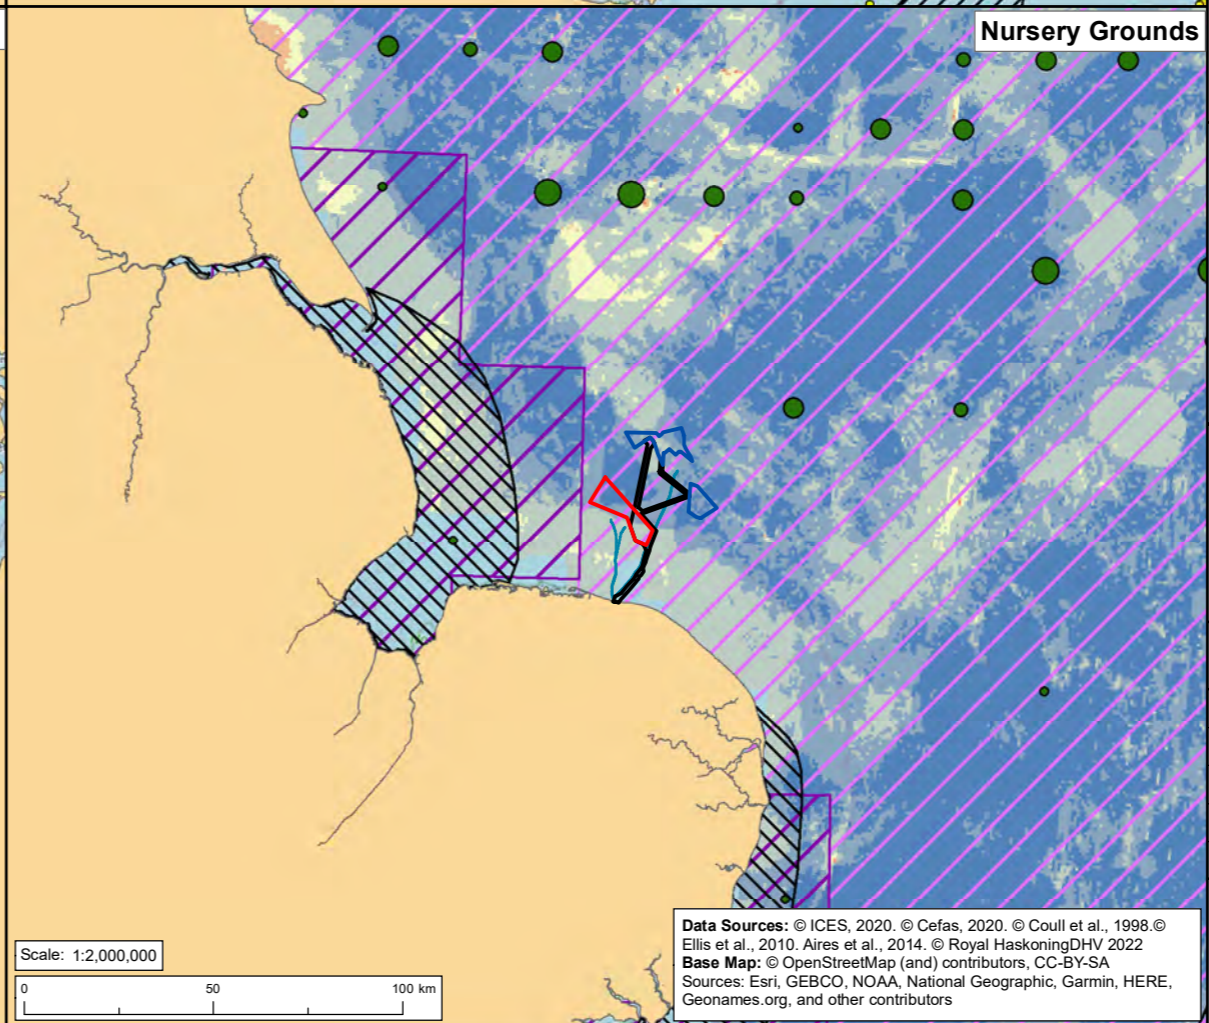 Nursery Grounds
Scale: 1:2,000,000
0 50 100 km
Data Sources: © ICES, 2020. © Cefas, 2020. © Coull et al., 1998.©
Ellis et al., 2010. Aires et al., 2014. © Royal HaskoningDHV 2022
Base Map: © OpenStreetMap (and) contributors, CC-BY-SA
Sources: Esri, GEBCO, NOAA, National Geographic, Garmin, HERE,
Geonames.org, and other contributors